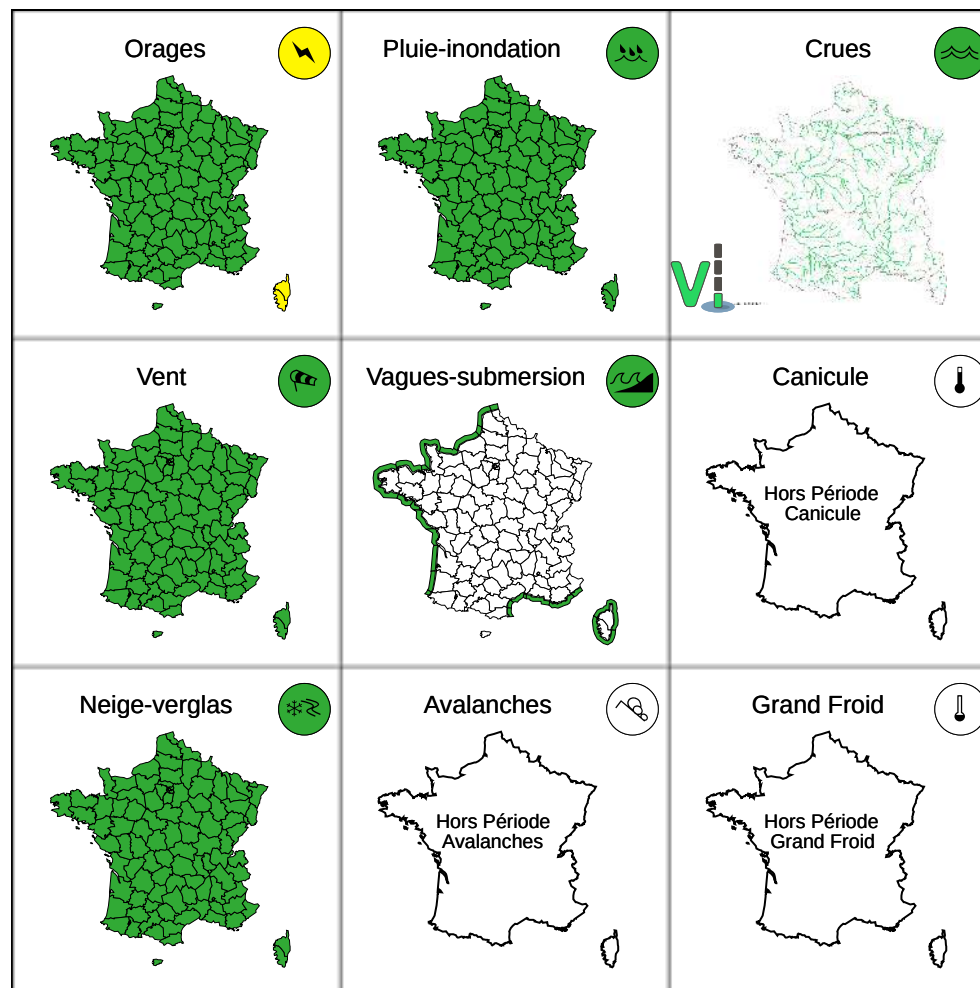 Orages
Pluie-inondation
Crues
Vent
Vagues-submersion
Canicule
Hors Période
Canicule
Neige-verglas
Avalanches
Grand Froid
Hors Période
Avalanches
Hors Période
Grand Froid